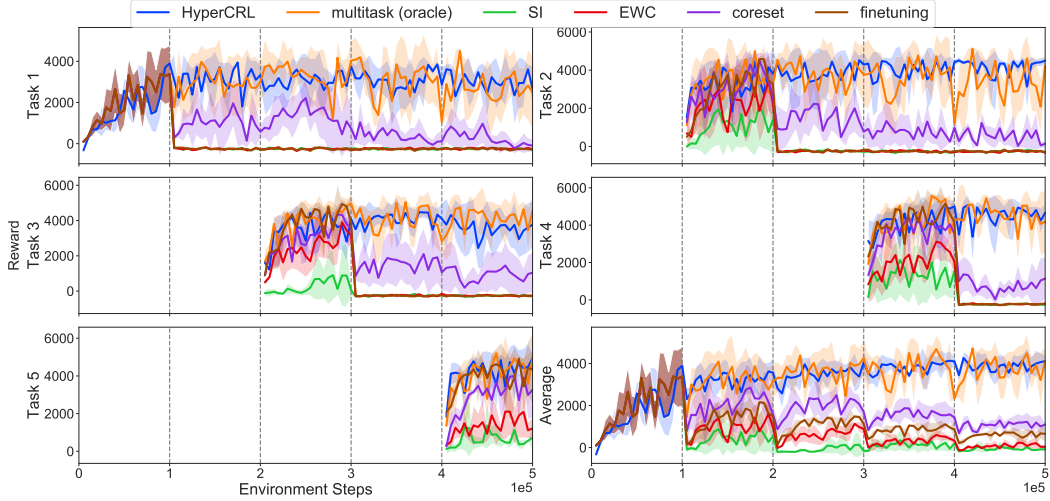 HyperCRL multitask (oracle) SI EWC coreset finetuning
Task 1
4000
2000
0
Task 2
6000
4000
2000
0
Reward
Task 3
6000
4000
2000
0
Task 4
6000
4000
2000
0
Task 5
6000
4000
2000
0
0 1 2 3 4 5
Environment Steps
1e5
Average
4000
2000
0
0 1 2 3 4 5
1e5